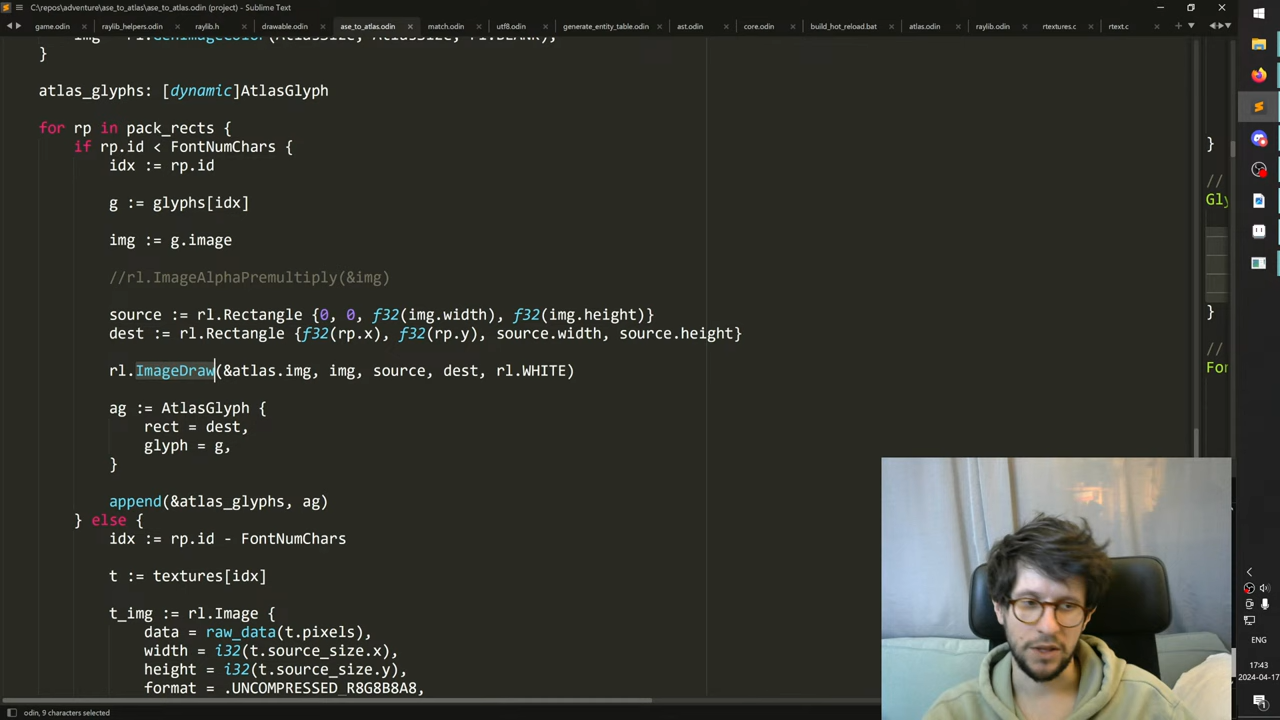 C:\repos\adventure\ase_to_atlas\ase_to_atlas.odin (project) - Sublime Text
game.odin raylib_helpers.odin raylib.h drawable.odin ase_to_atlas.odin match.odin utf8.odin generate_entity_table.odin ast.odin core.odin build_hot_reload.bat atlas.odin raylib.odin rtextures.c rtext.c
}
atlas_glyphs: [dynamic]AtlasGlyph
for rp in pack_rects {
if rp.id < FontNumChars {
idx := rp.id
g := glyphs[idx]
img := g.image
//rl.ImageAlphaPremultiply(&img)
source := rl.Rectangle {0, 0, f32(img.width), f32(img.height)}
dest := rl.Rectangle {f32(rp.x), f32(rp.y), source.width, source.height}
rl.ImageDraw(&atlas.img, img, source, dest, rl.WHITE)
ag := AtlasGlyph {
rect = dest,
glyph = g,
}
append(&atlas_glyphs, ag)
} else {
idx := rp.id - FontNumChars
t := textures[idx]
t_img := rl.Image {
data = raw_data(t.pixels),
width = i32(t.source_size.x),
height = i32(t.source_size.y),
format = .UNCOMPRESSED_R8G8B8A8,
}
//
Gly
}
//
For
odin, 9 characters selected
ENG
17:43
2024-04-17